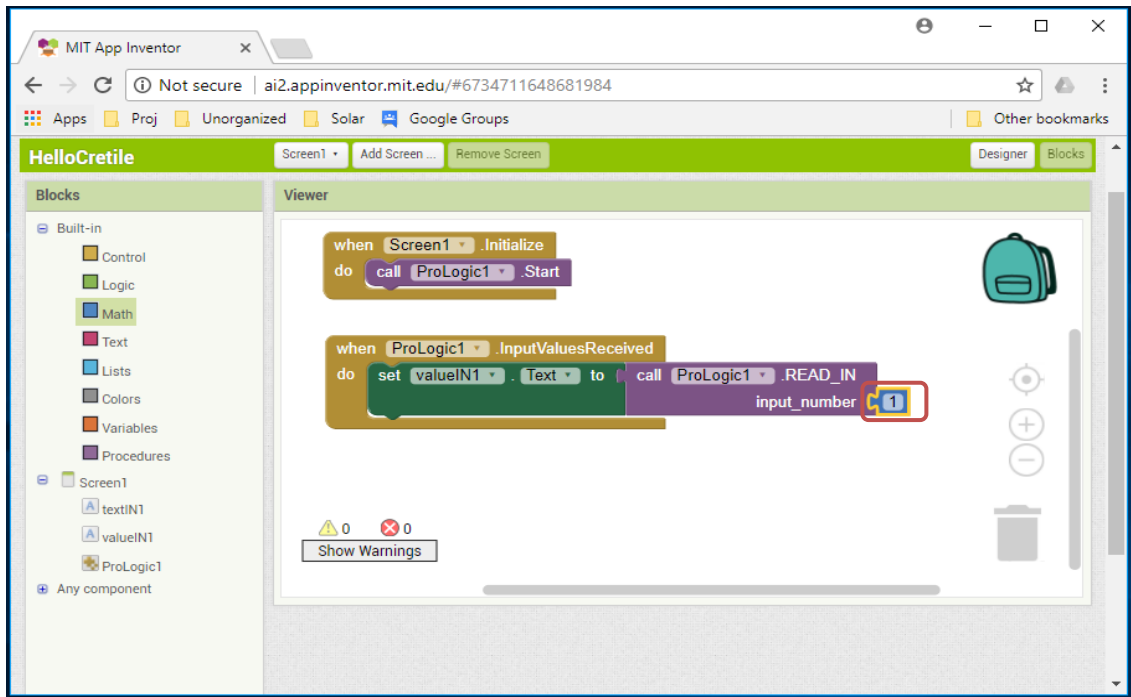 MIT App Inventor
Not secure ai2.appinventor.mit.edu/#6734711648681984
Apps Proj Unorganized Solar Google Groups Other bookmarks
HelloCretile Screen1 Add Screen ... Remove Screen Designer Blocks
Blocks
Viewer
Built-in
Control
Logic
Math
Text
Lists
Colors
Variables
Procedures
Screen1
A textIN1
A valueIN1
ProLogic1
Any component
when Screen1 .Initialize
do call ProLogic1 .Start
when ProLogic1 .InputValuesReceived
do set valueIN1 . Text to call ProLogic1 .READ_IN
input_number 1
0 0
Show Warnings